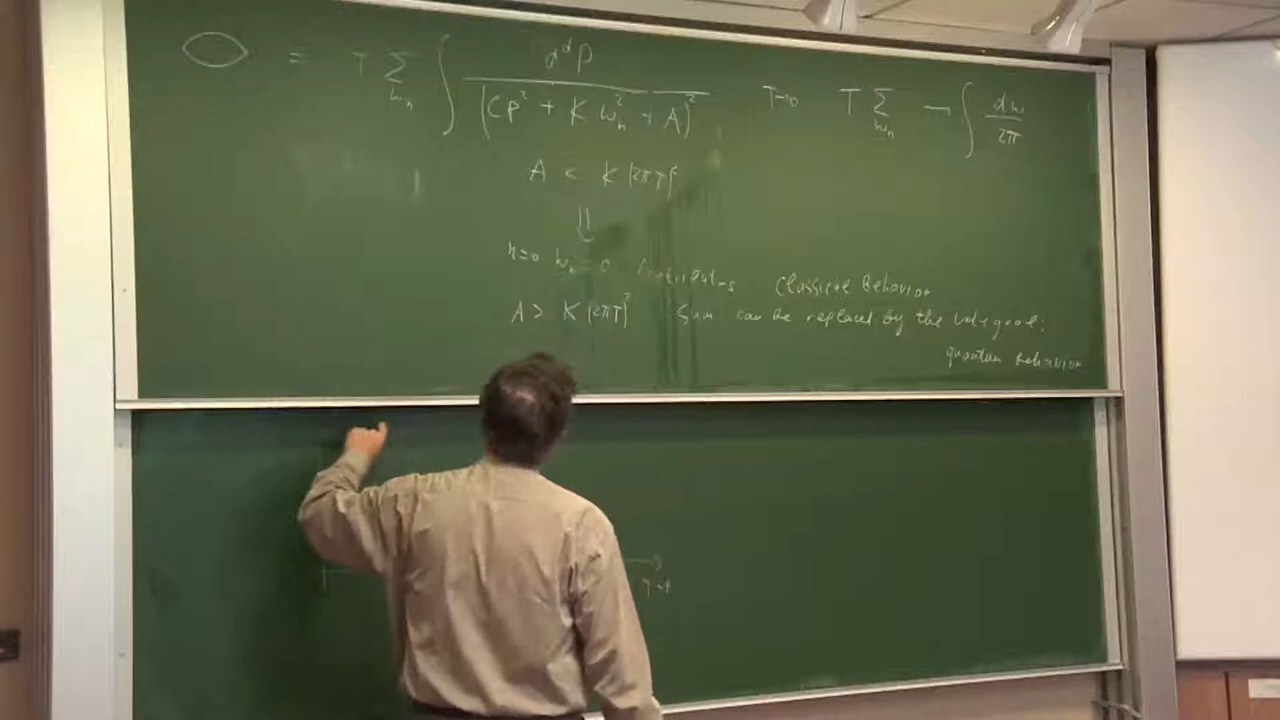 ≡ T ∑_{ω_n} ∫ d^d p / (Cp² + K ω_n² + A)² T→0 T ∑_{ω_n} → ∫ dω / 2π
A < K (2πT)²
⇓
n=0 ω_n = 0 contributes Classical Behavior
A > K (2πT)² Sum can be replaced by the integral:
quantum behavior